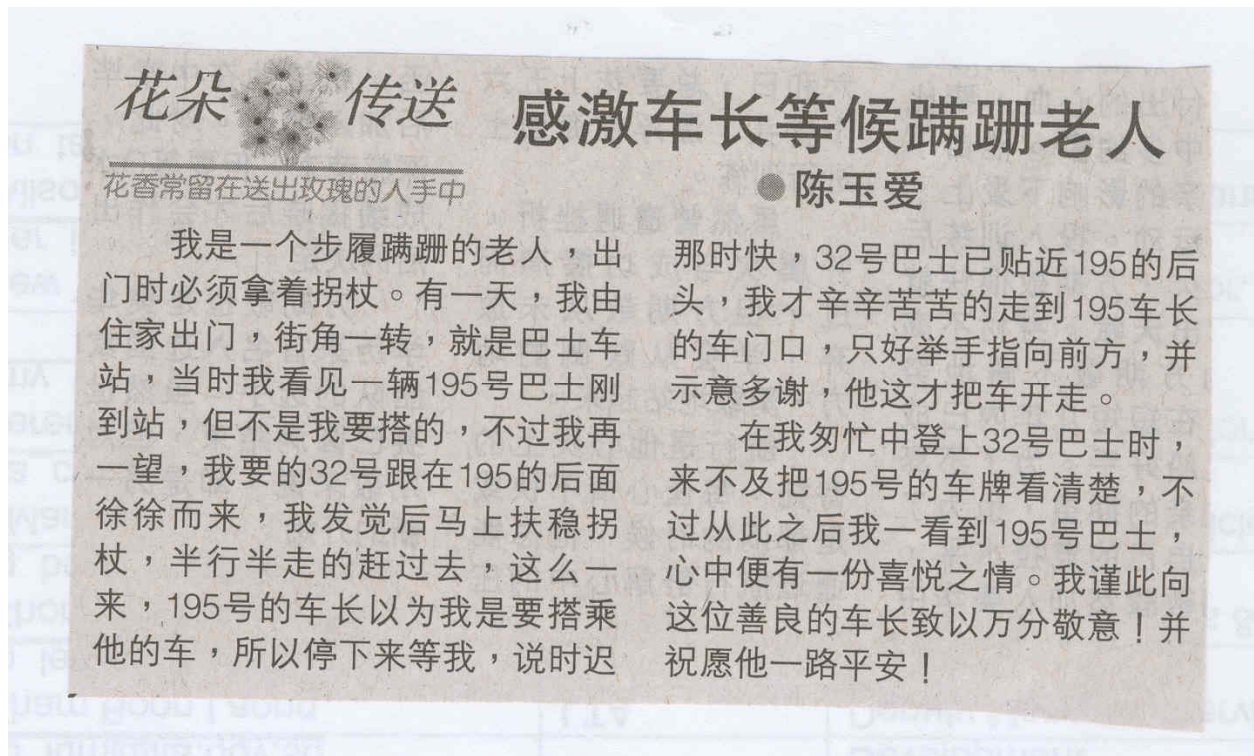 花朵传送
花香常留在送出玫瑰的人手中
感激车长等候蹒跚老人
●陈玉爱
我是一个步履蹒跚的老人，出
门时必须拿着拐杖。有一天，我由
住家出门，街角一转，就是巴士车
站，当时我看见一辆195号巴士刚
到站，但不是我要搭的，不过我再
一望，我要的32号跟在195的后面
徐徐而来，我发觉后马上扶稳拐
杖，半行半走的赶过去，这么一
来，195号的车长以为我是要搭乘
他的车，所以停下来等我，说时迟
那时快，32号巴士已贴近195的后
头，我才辛辛苦苦的走到195车长
的车门口，只好举手指向前方，并
示意多谢，他这才把车开走。
在我匆忙中登上32号巴士时，
来不及把195号的车牌看清楚，不
过从此之后我一看到195号巴士，
心中便有一份喜悦之情。我谨此向
这位善良的车长致以万分敬意！并
祝愿他一路平安！